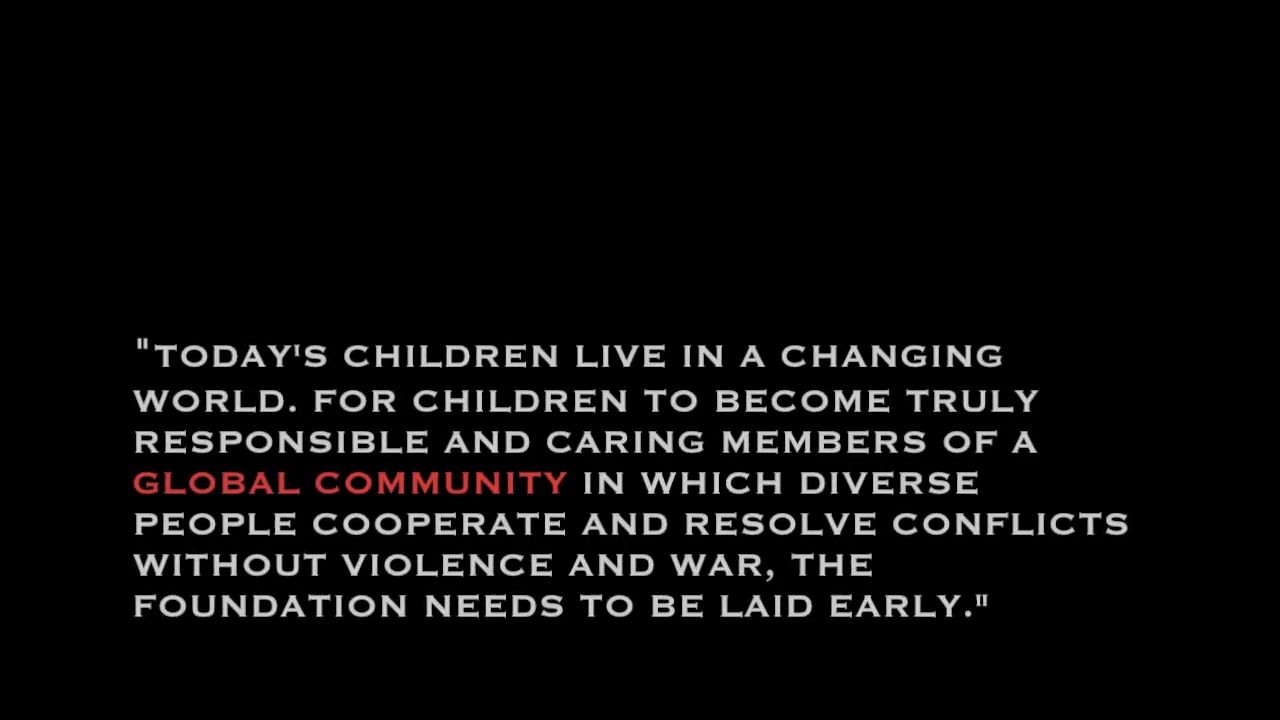 "TODAY'S CHILDREN LIVE IN A CHANGING
WORLD. FOR CHILDREN TO BECOME TRULY
RESPONSIBLE AND CARING MEMBERS OF A
GLOBAL COMMUNITY IN WHICH DIVERSE
PEOPLE COOPERATE AND RESOLVE CONFLICTS
WITHOUT VIOLENCE AND WAR, THE
FOUNDATION NEEDS TO BE LAID EARLY."